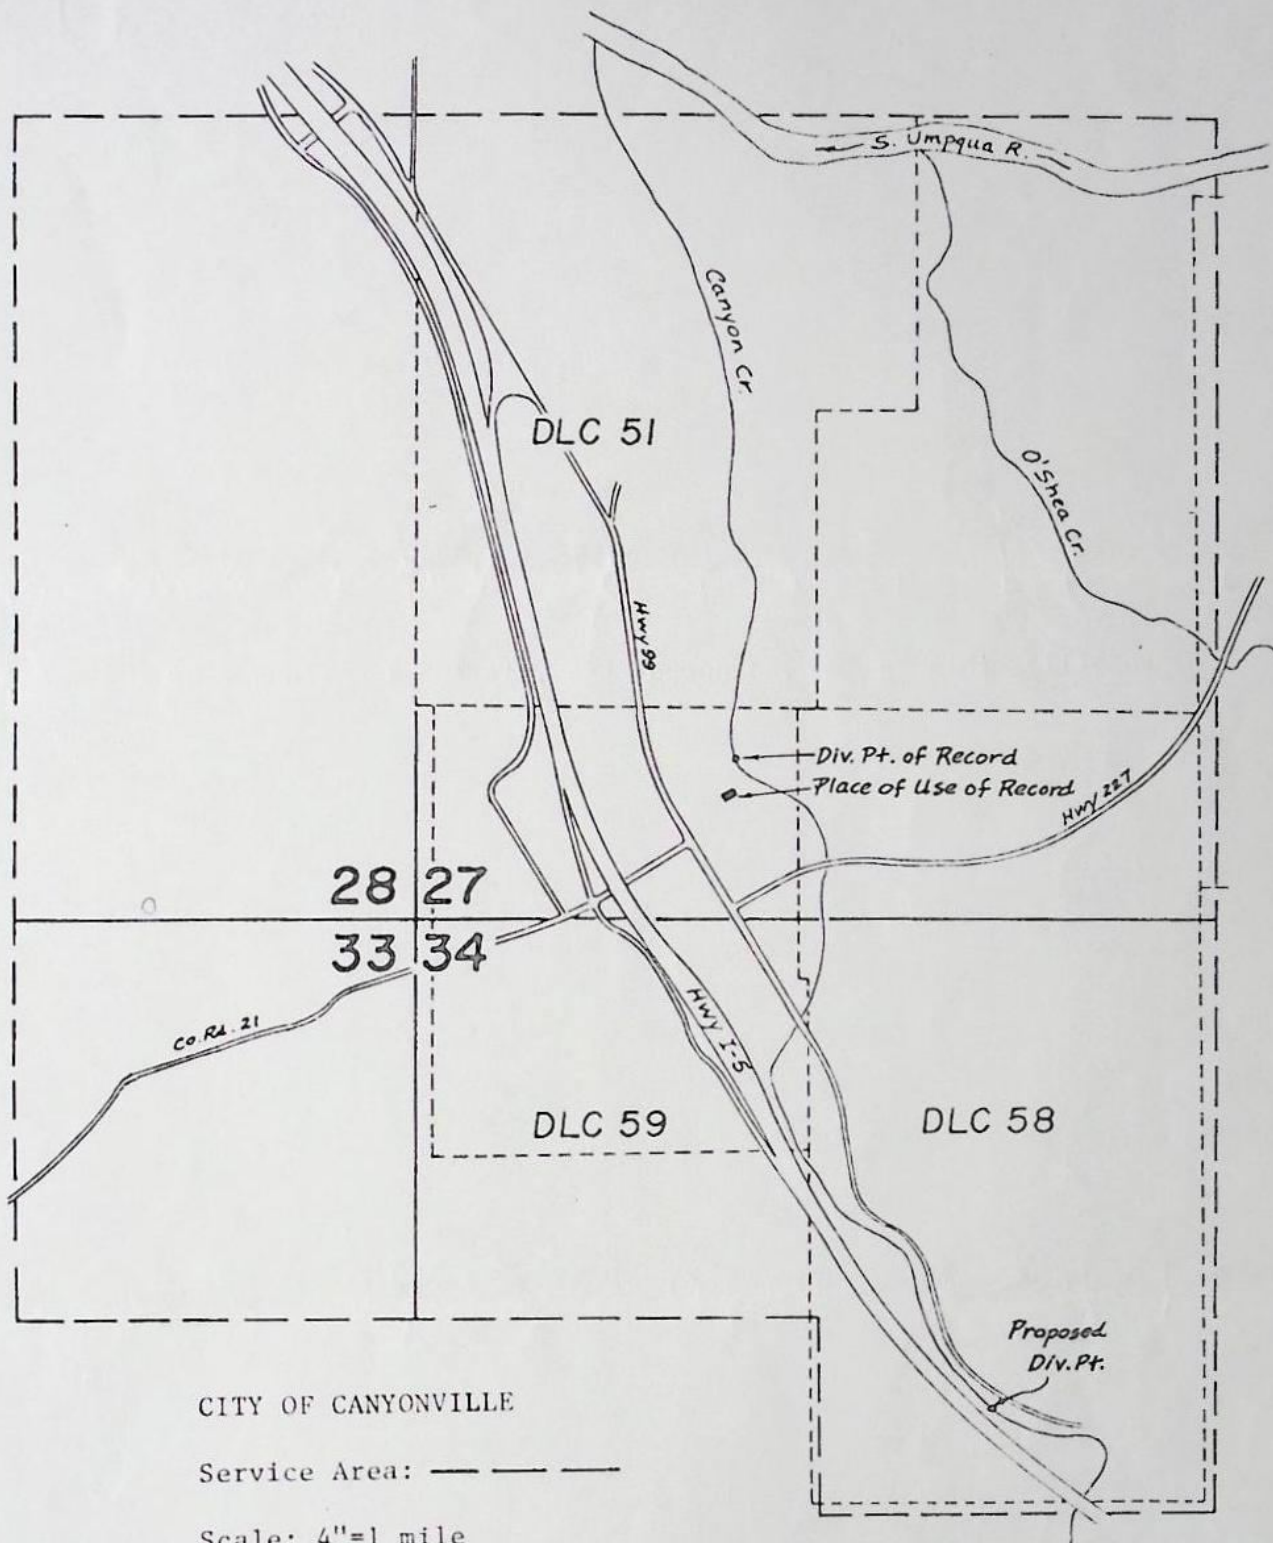 S. Umpqua R.
Canyon Cr.
DLC 51
O'Shea Cr.
Hwy 99
Div. Pt. of Record
Place of Use of Record
Hwy 227
28 27
33 34
Co. Rd. 21
Hwy I-5
DLC 59
DLC 58
Proposed
Div. Pt.
CITY OF CANYONVILLE
Service Area:
Scale: 4"=1 mile